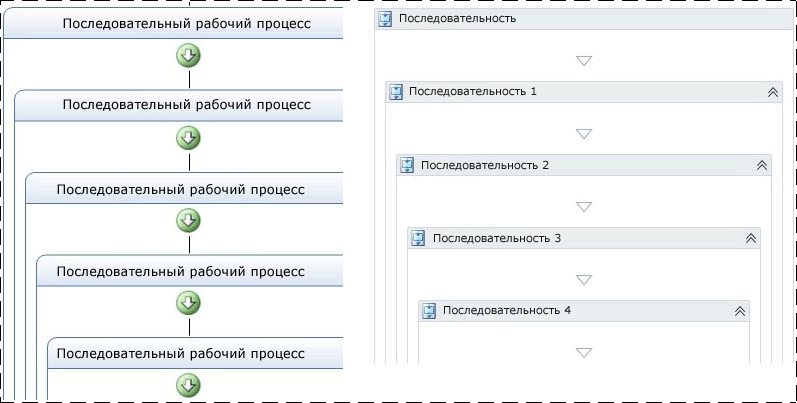 Последовательный рабочий процесс
Последовательный рабочий процесс
Последовательный рабочий процесс
Последовательный рабочий процесс
Последовательный рабочий процесс
Последовательность
Последовательность 1
Последовательность 2
Последовательность 3
Последовательность 4